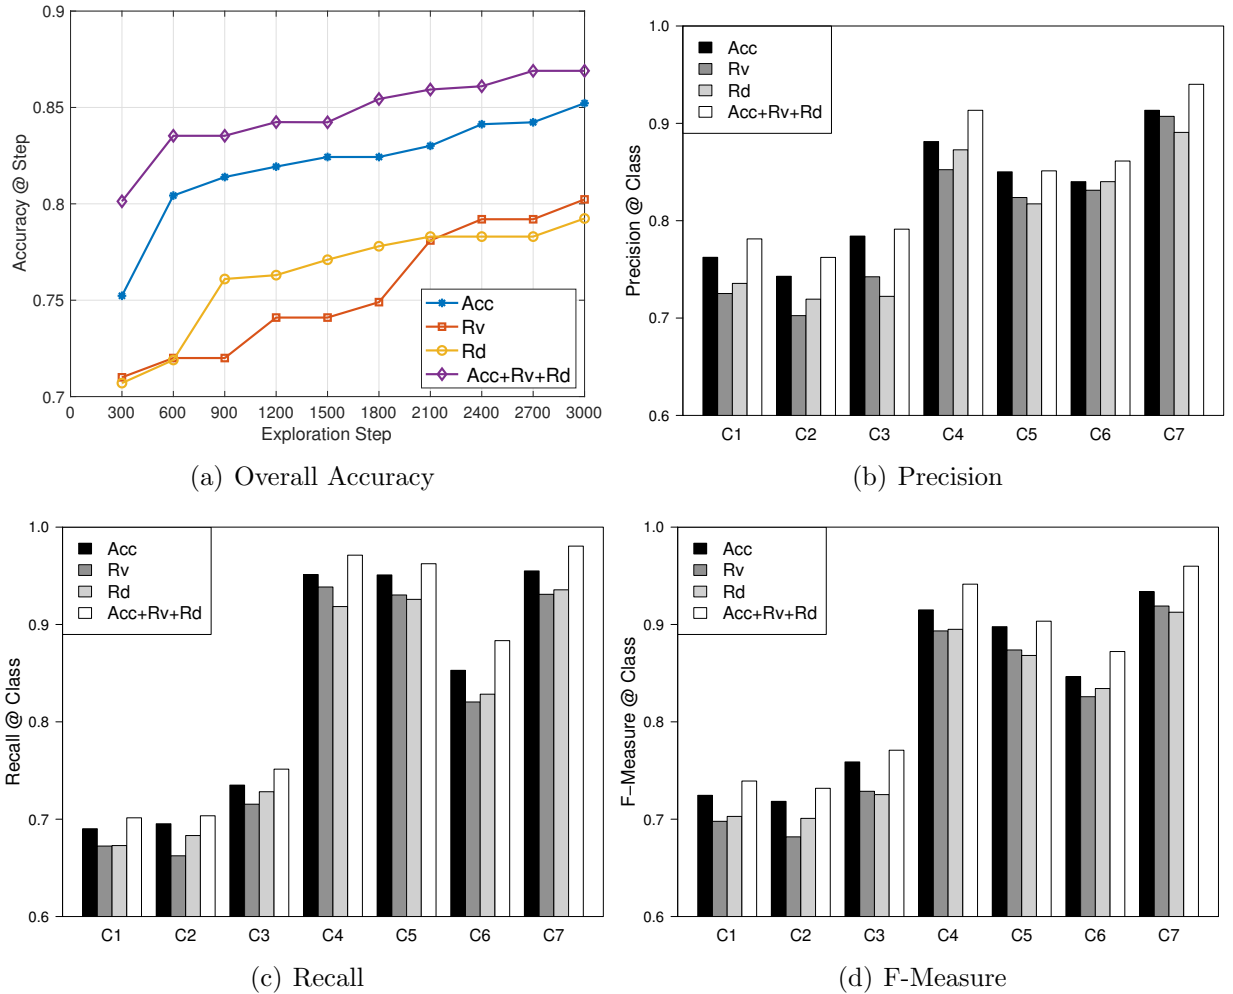 0.9
0.85
0.8
0.75
0.7
Accuracy @ Step
0 300 600 900 1200 1500 1800 2100 2400 2700 3000
Exploration Step
Acc
Rv
Rd
Acc+Rv+Rd
(a) Overall Accuracy
1.0
0.9
0.8
0.7
0.6
Precision @ Class
Acc
Rv
Rd
Acc+Rv+Rd
C1 C2 C3 C4 C5 C6 C7
(b) Precision
1.0
0.9
0.8
0.7
0.6
Recall @ Class
Acc
Rv
Rd
Acc+Rv+Rd
C1 C2 C3 C4 C5 C6 C7
(c) Recall
1.0
0.9
0.8
0.7
0.6
F−Measure @ Class
Acc
Rv
Rd
Acc+Rv+Rd
C1 C2 C3 C4 C5 C6 C7
(d) F-Measure